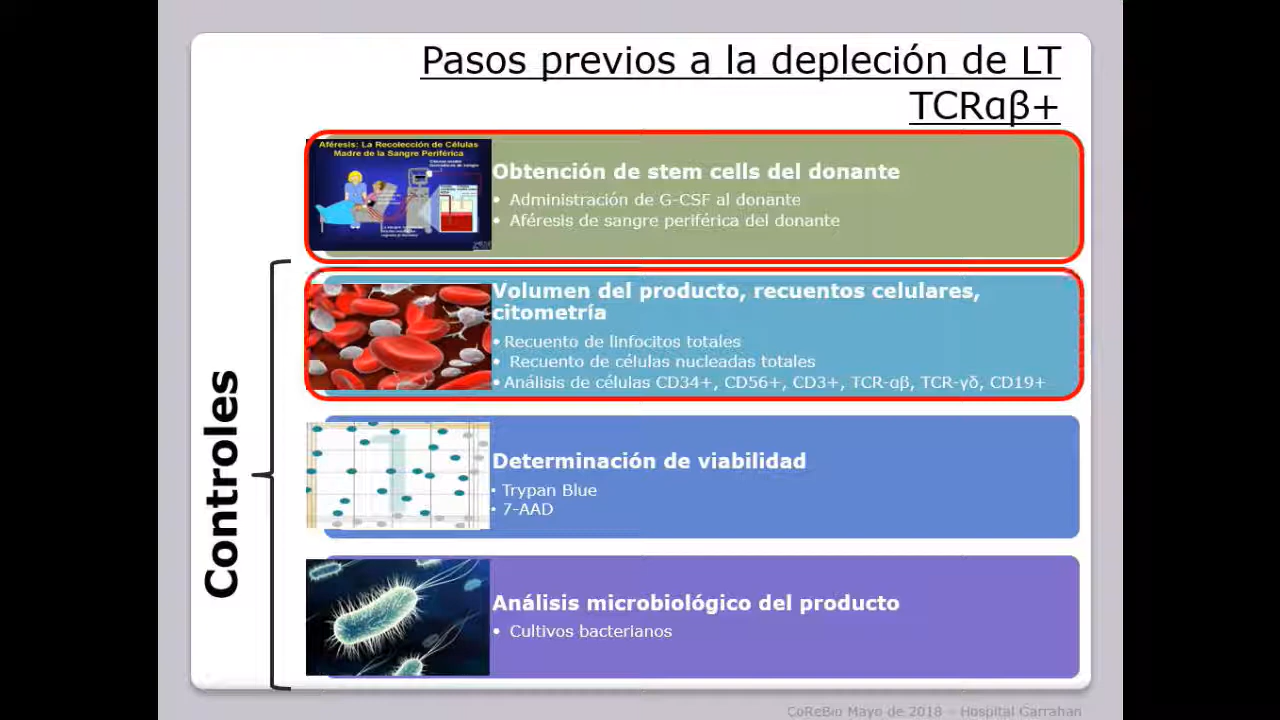 Pasos previos a la depleción de LT
TCRαβ+
Aféresis: La Recolección de Células
Madre de la Sangre Periférica
Obtención de stem cells del donante
• Administración de G-CSF al donante
• Aféresis de sangre periférica del donante
Controles
Volumen del producto, recuentos celulares,
citometría
• Recuento de linfocitos totales
• Recuento de células nucleadas totales
• Análisis de células CD34+, CD56+, CD3+, TCR-αβ, TCR-γδ, CD19+
1
Determinación de viabilidad
• Trypan Blue
• 7-AAD
Análisis microbiológico del producto
• Cultivos bacterianos
CoReBio Mayo de 2018 – Hospital Garrahan